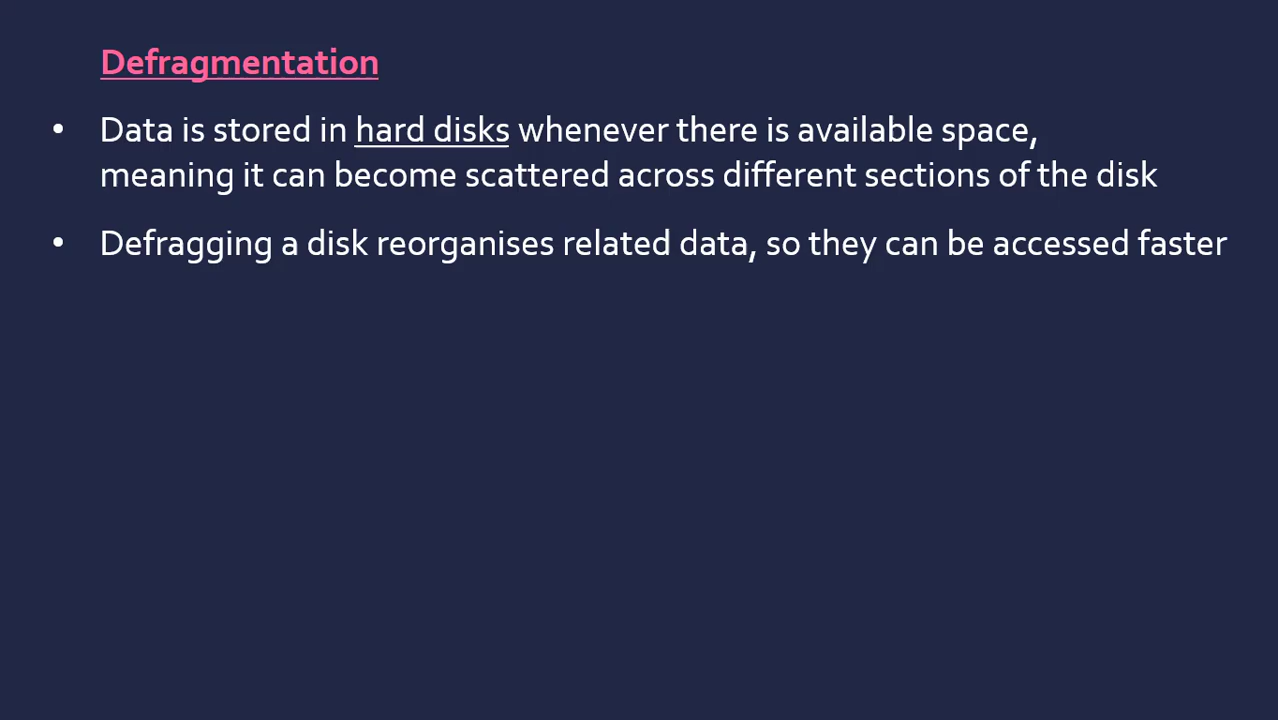 Defragmentation
• Data is stored in hard disks whenever there is available space,
meaning it can become scattered across different sections of the disk
• Defragging a disk reorganises related data, so they can be accessed faster